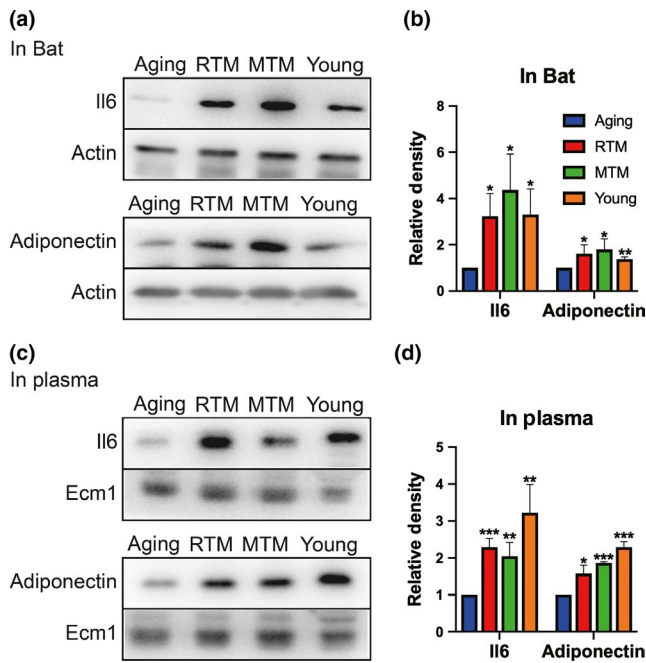 (a)
In Bat
Aging RTM MTM Young
Il6
Actin
Aging RTM MTM Young
Adiponectin
Actin
(b)
In Bat
Relative density
8
6
4
2
0
Aging
RTM
MTM
Young
* * *
* * **
Il6 Adiponectin
(c)
In plasma
Aging RTM MTM Young
Il6
Ecm1
Aging RTM MTM Young
Adiponectin
Ecm1
(d)
In plasma
Relative density
5
4
3
2
1
0
*** ** **
* *** ***
Il6 Adiponectin